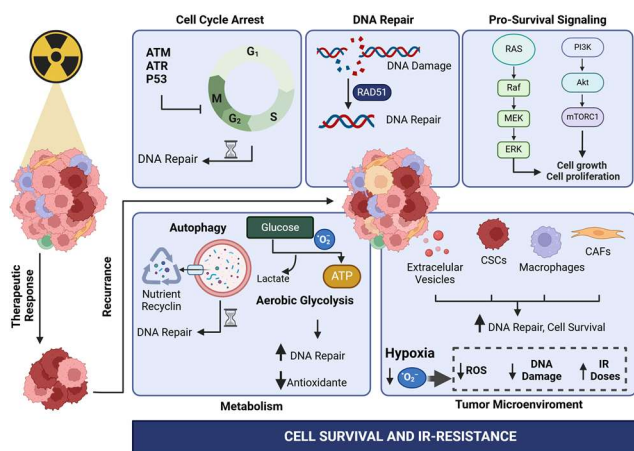 Cell Cycle Arrest
ATM
ATR
P53
G1
M
G2
S
DNA Repair
DNA Repair
DNA Damage
RAD51
DNA Repair
Pro-Survival Signaling
RAS
Raf
MEK
ERK
PI3K
Akt
mTORC1
Cell growth
Cell proliferation
Therapeutic
Response
Recurrance
Autophagy
Nutrient
Recyclin
DNA Repair
Glucose
°O2
Lactate
ATP
Aerobic Glycolysis
DNA Repair
Antioxidante
Metabolism
Extracelular
Vesicles
CSCs
Macrophages
CAFs
DNA Repair, Cell Survival
Hypoxia
°O2⁻
ROS
DNA
Damage
IR
Doses
Tumor Microenviroment
CELL SURVIVAL AND IR-RESISTANCE